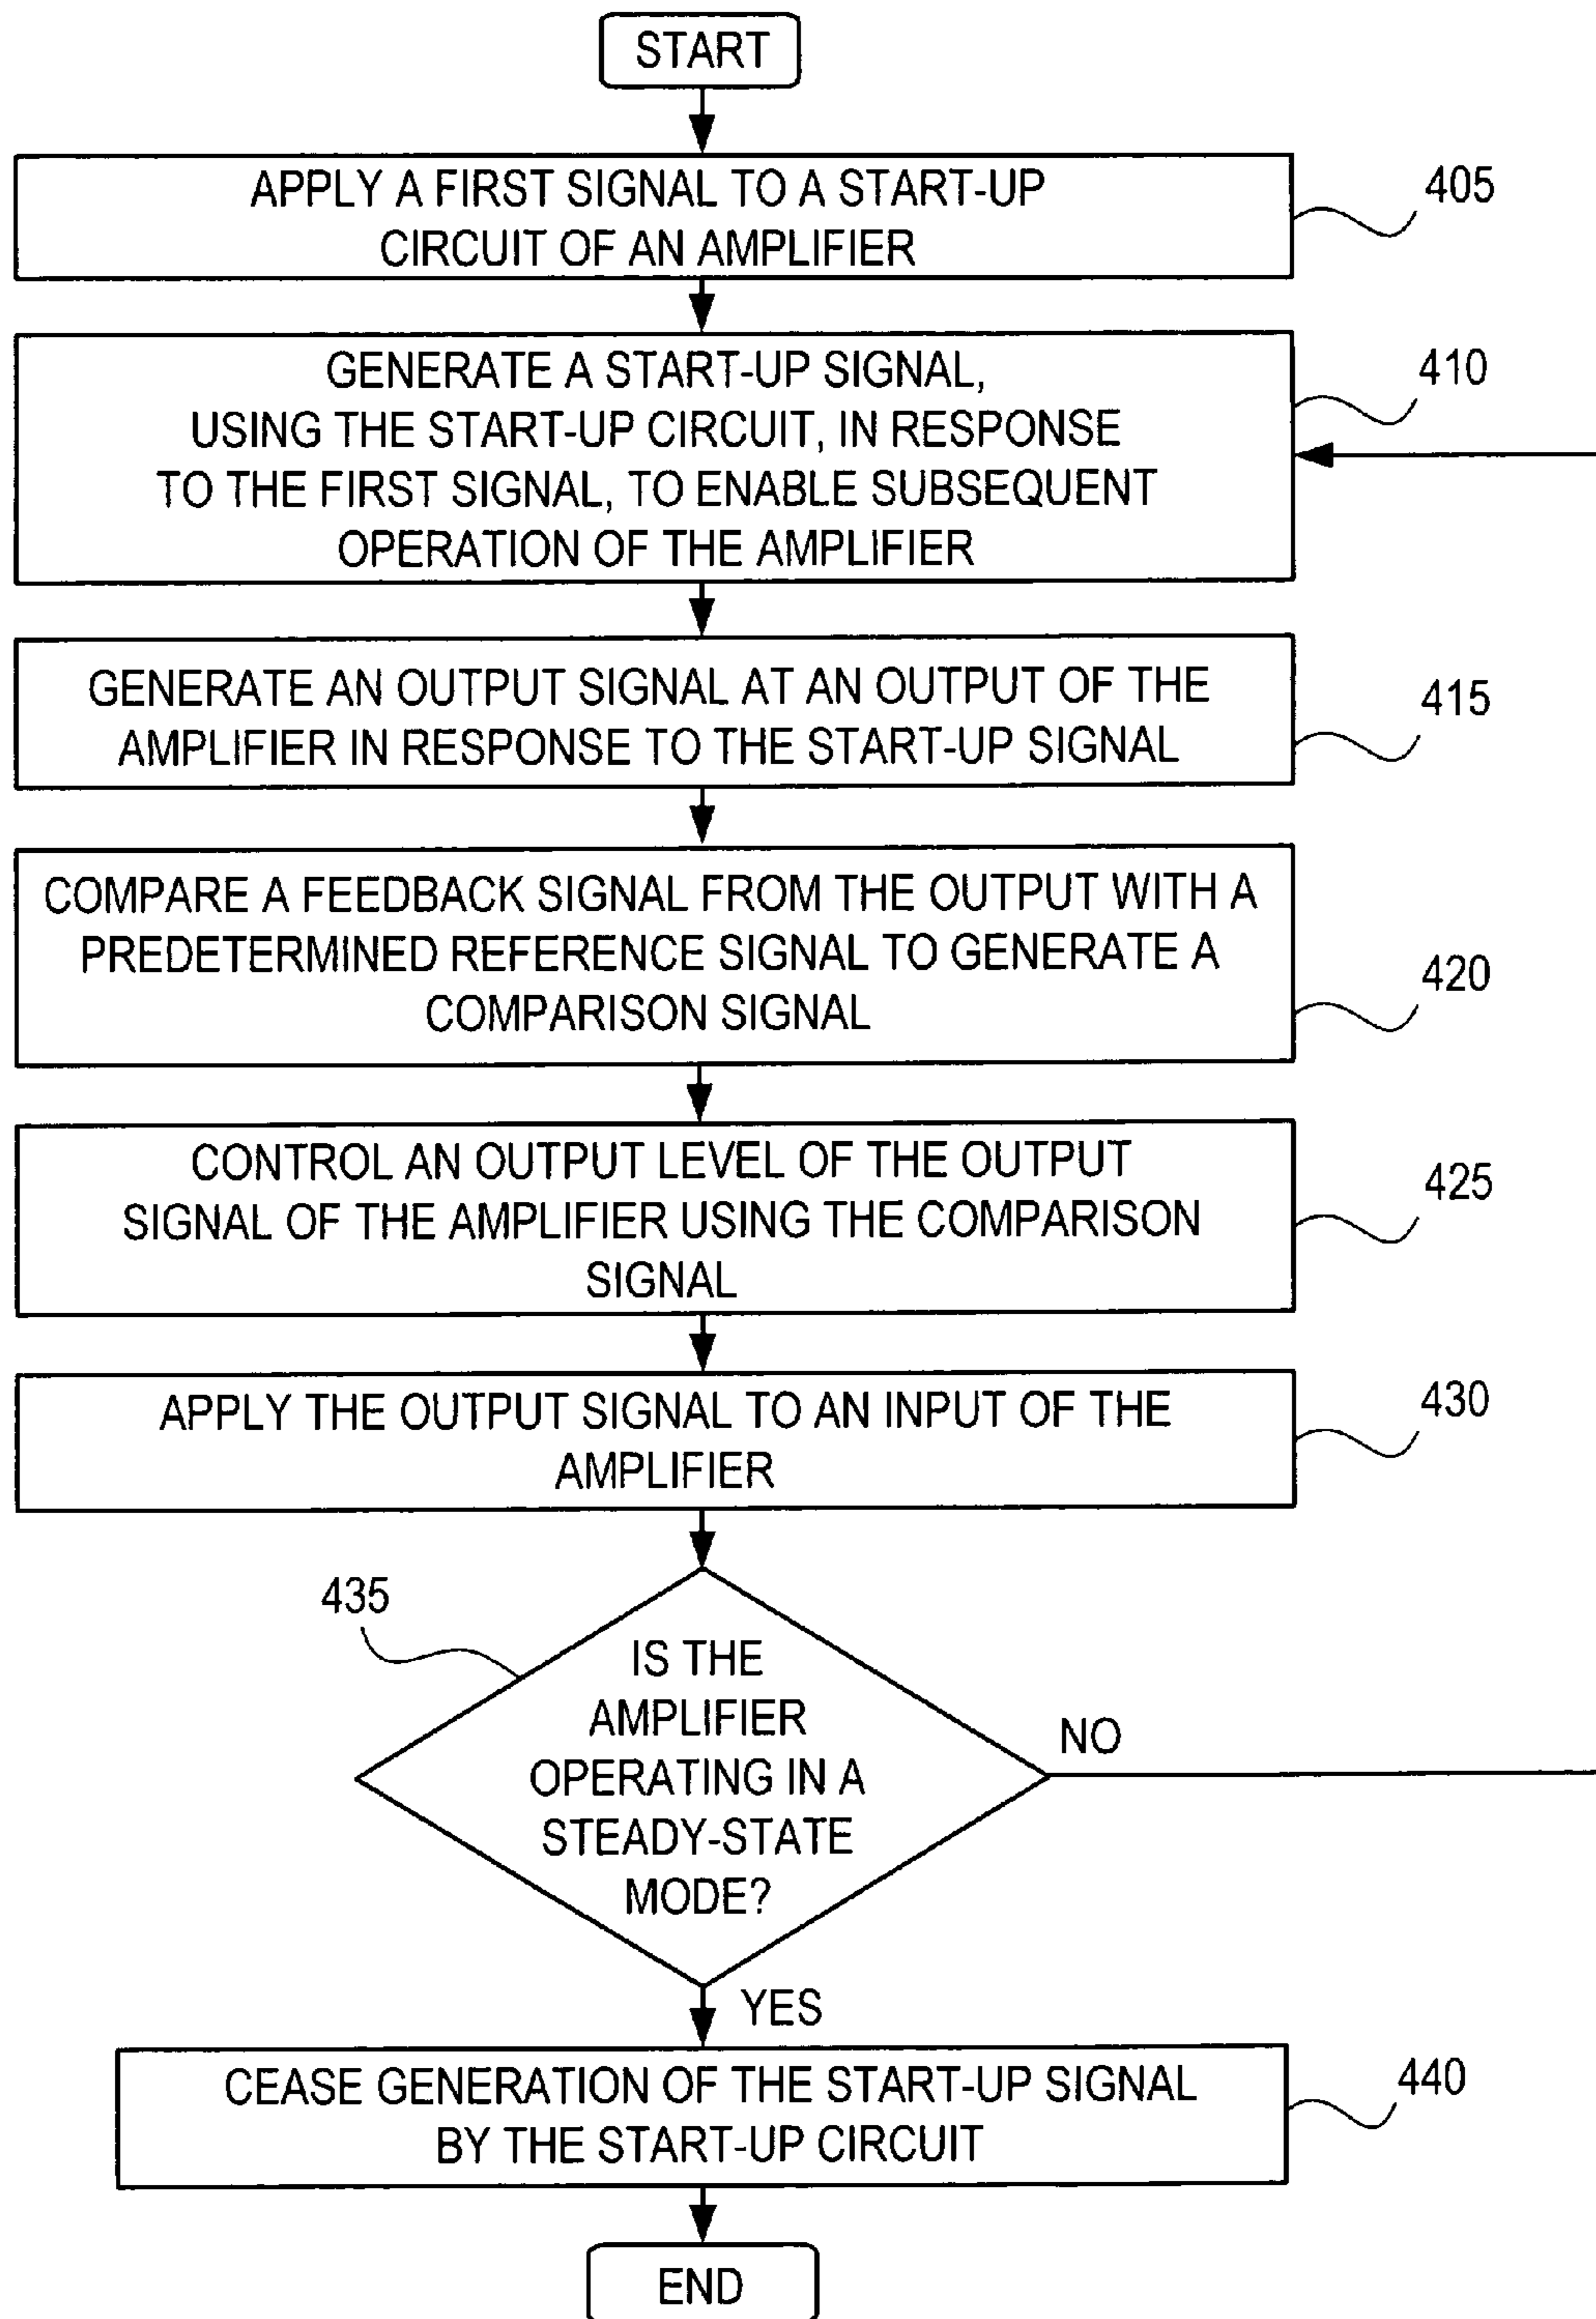 START
APPLY A FIRST SIGNAL TO A START-UP
CIRCUIT OF AN AMPLIFIER
405
GENERATE A START-UP SIGNAL,
USING THE START-UP CIRCUIT, IN RESPONSE
TO THE FIRST SIGNAL, TO ENABLE SUBSEQUENT
OPERATION OF THE AMPLIFIER
410
GENERATE AN OUTPUT SIGNAL AT AN OUTPUT OF THE
AMPLIFIER IN RESPONSE TO THE START-UP SIGNAL
415
COMPARE A FEEDBACK SIGNAL FROM THE OUTPUT WITH A
PREDETERMINED REFERENCE SIGNAL TO GENERATE A
COMPARISON SIGNAL
420
CONTROL AN OUTPUT LEVEL OF THE OUTPUT
SIGNAL OF THE AMPLIFIER USING THE COMPARISON
SIGNAL
425
APPLY THE OUTPUT SIGNAL TO AN INPUT OF THE
AMPLIFIER
430
435
IS THE
AMPLIFIER
OPERATING IN A
STEADY-STATE
MODE?
NO
YES
CEASE GENERATION OF THE START-UP SIGNAL
BY THE START-UP CIRCUIT
440
END